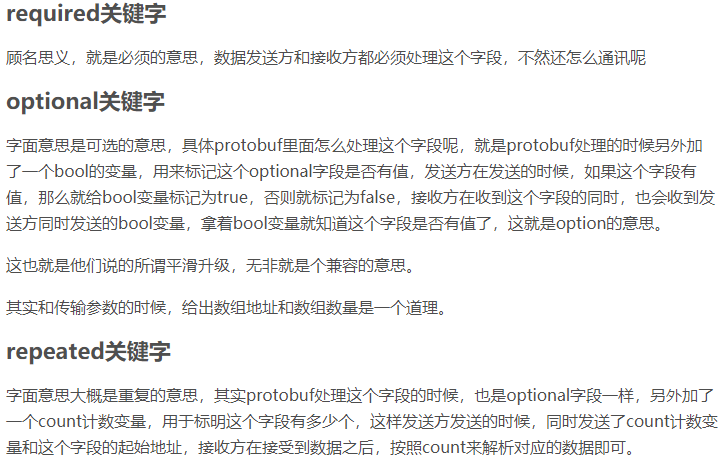 required关键字
顾名思义，就是必须的意思，数据发送方和接收方都必须处理这个字段，不然还怎么通讯呢
optional关键字
字面意思是可选的意思，具体protobuf里面怎么处理这个字段呢，就是protobuf处理的时候另外加
了一个bool的变量，用来标记这个optional字段是否有值，发送方在发送的时候，如果这个字段有
值，那么就给bool变量标记为true，否则就标记为false，接收方在收到这个字段的同时，也会收到发
送方同时发送的bool变量，拿着bool变量就知道这个字段是否有值了，这就是option的意思。
这也就是他们说的所谓平滑升级，无非就是个兼容的意思。
其实和传输参数的时候，给出数组地址和数组数量是一个道理。
repeated关键字
字面意思大概是重复的意思，其实protobuf处理这个字段的时候，也是optional字段一样，另外加了
一个count计数变量，用于标明这个字段有多少个，这样发送方发送的时候，同时发送了count计数变
量和这个字段的起始地址，接收方在接受到数据之后，按照count来解析对应的数据即可。